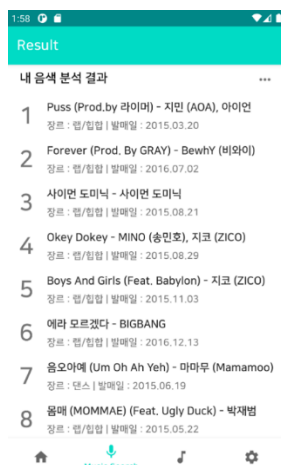 1:58
Result
내 음색 분석 결과
1 Puss (Prod.by 라이머) - 지민 (AOA), 아이언
장르 : 랩/힙합 | 발매일 : 2015.03.20
2 Forever (Prod. By GRAY) - BewhY (비와이)
장르 : 랩/힙합 | 발매일 : 2016.07.02
3 사이먼 도미닉 - 사이먼 도미닉
장르 : 랩/힙합 | 발매일 : 2015.08.21
4 Okey Dokey - MINO (송민호), 지코 (ZICO)
장르 : 랩/힙합 | 발매일 : 2015.08.29
5 Boys And Girls (Feat. Babylon) - 지코 (ZICO)
장르 : 랩/힙합 | 발매일 : 2015.11.03
6 에라 모르겠다 - BIGBANG
장르 : 랩/힙합 | 발매일 : 2016.12.13
7 음오아예 (Um Oh Ah Yeh) - 마마무 (Mamamoo)
장르 : 댄스 | 발매일 : 2015.06.19
8 몸매 (MOMMAE) (Feat. Ugly Duck) - 박재범
장르 : 랩/힙합 | 발매일 : 2015.05.22